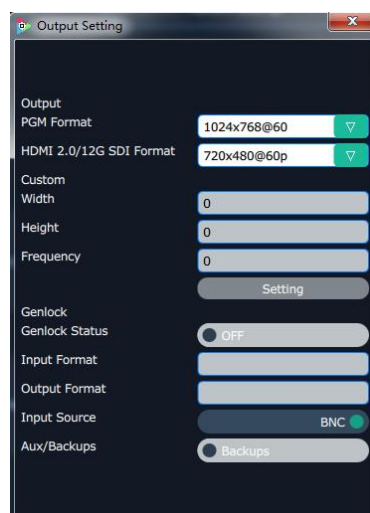 Output Setting
Output
PGM Format 1024x768@60
HDMI 2.0/12G SDI Format 720x480@60p
Custom
Width 0
Height 0
Frequency 0
Setting
Genlock
Genlock Status OFF
Input Format
Output Format
Input Source BNC
Aux/Backups Backups